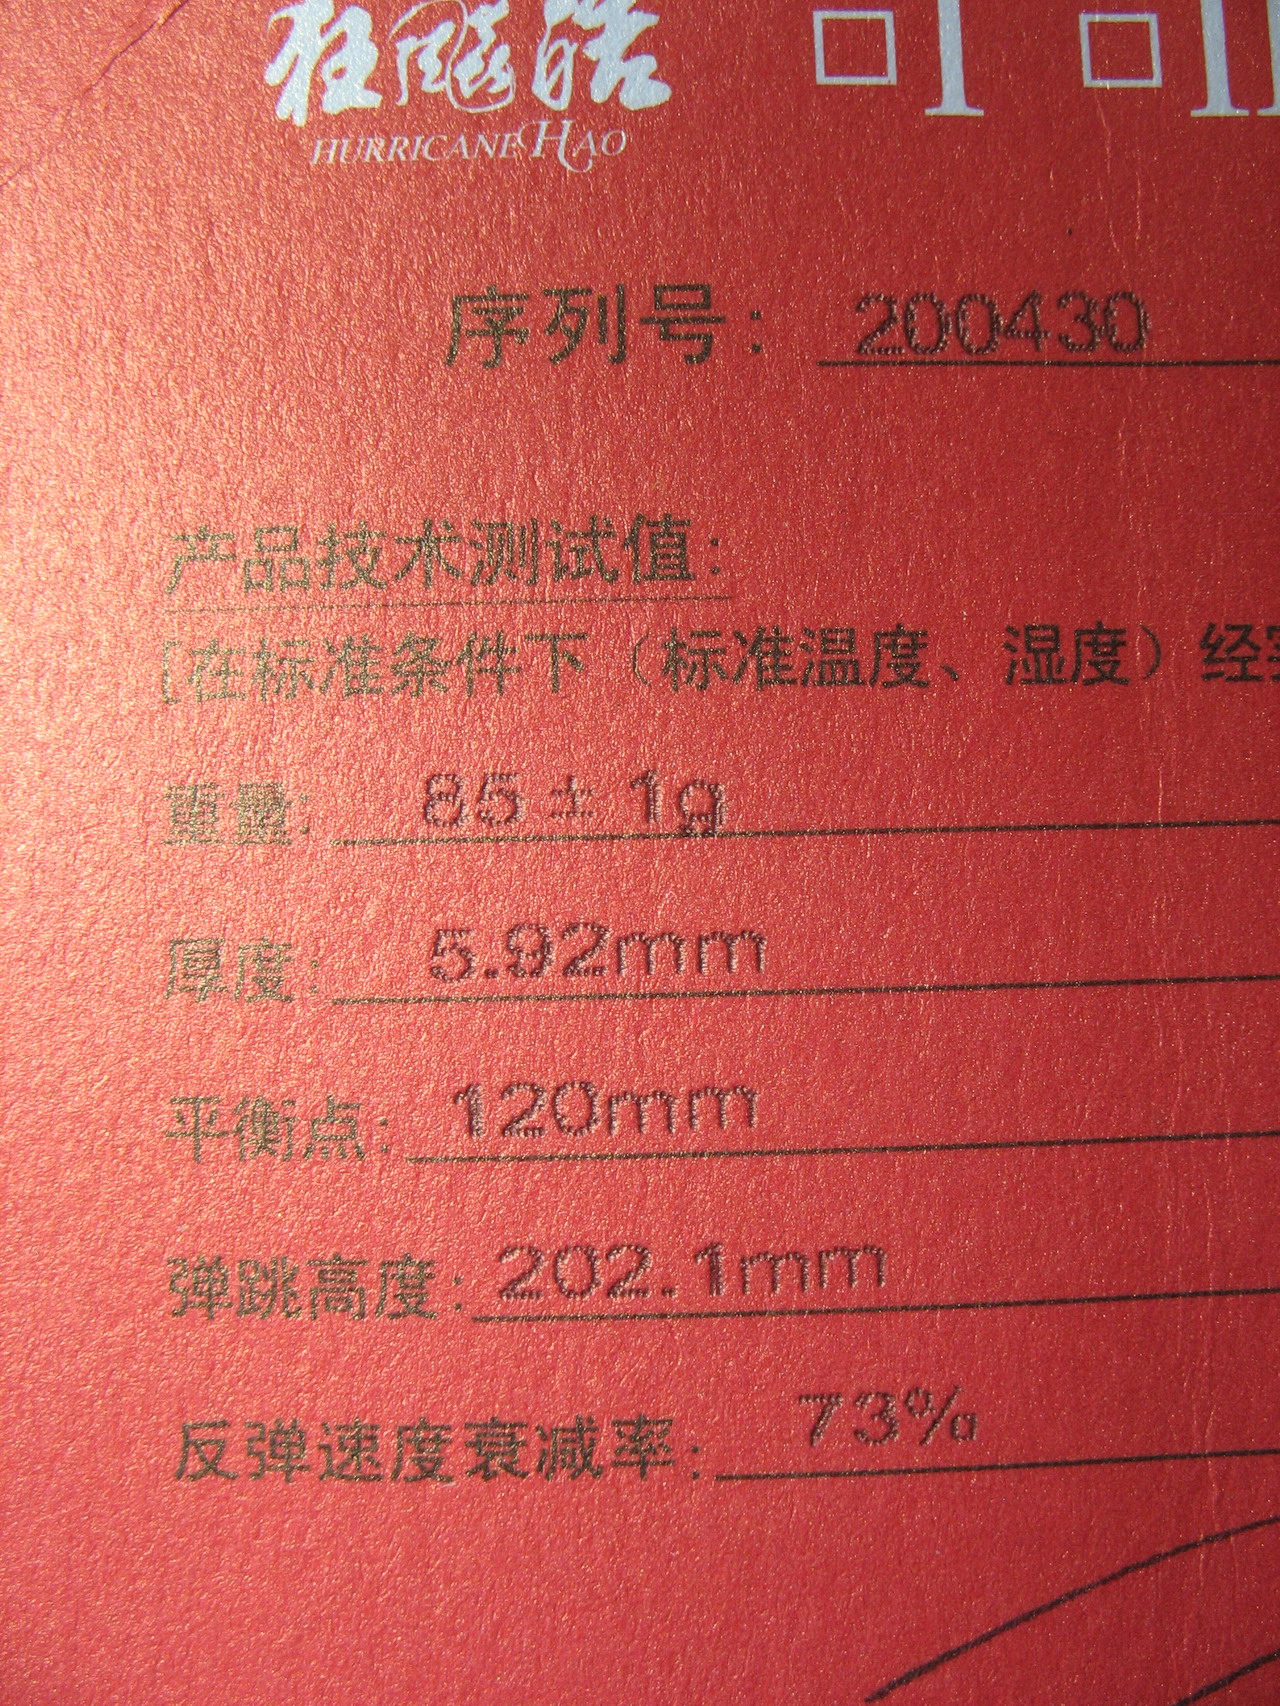 狂飚皓
HURRICANE HAO
序列号: 200430
产品技术测试值:
[在标准条件下（标准温度、湿度）经
重量: 85 ± 1g
厚度: 5.92mm
平衡点: 120mm
弹跳高度: 202.1mm
反弹速度衰减率: 73%